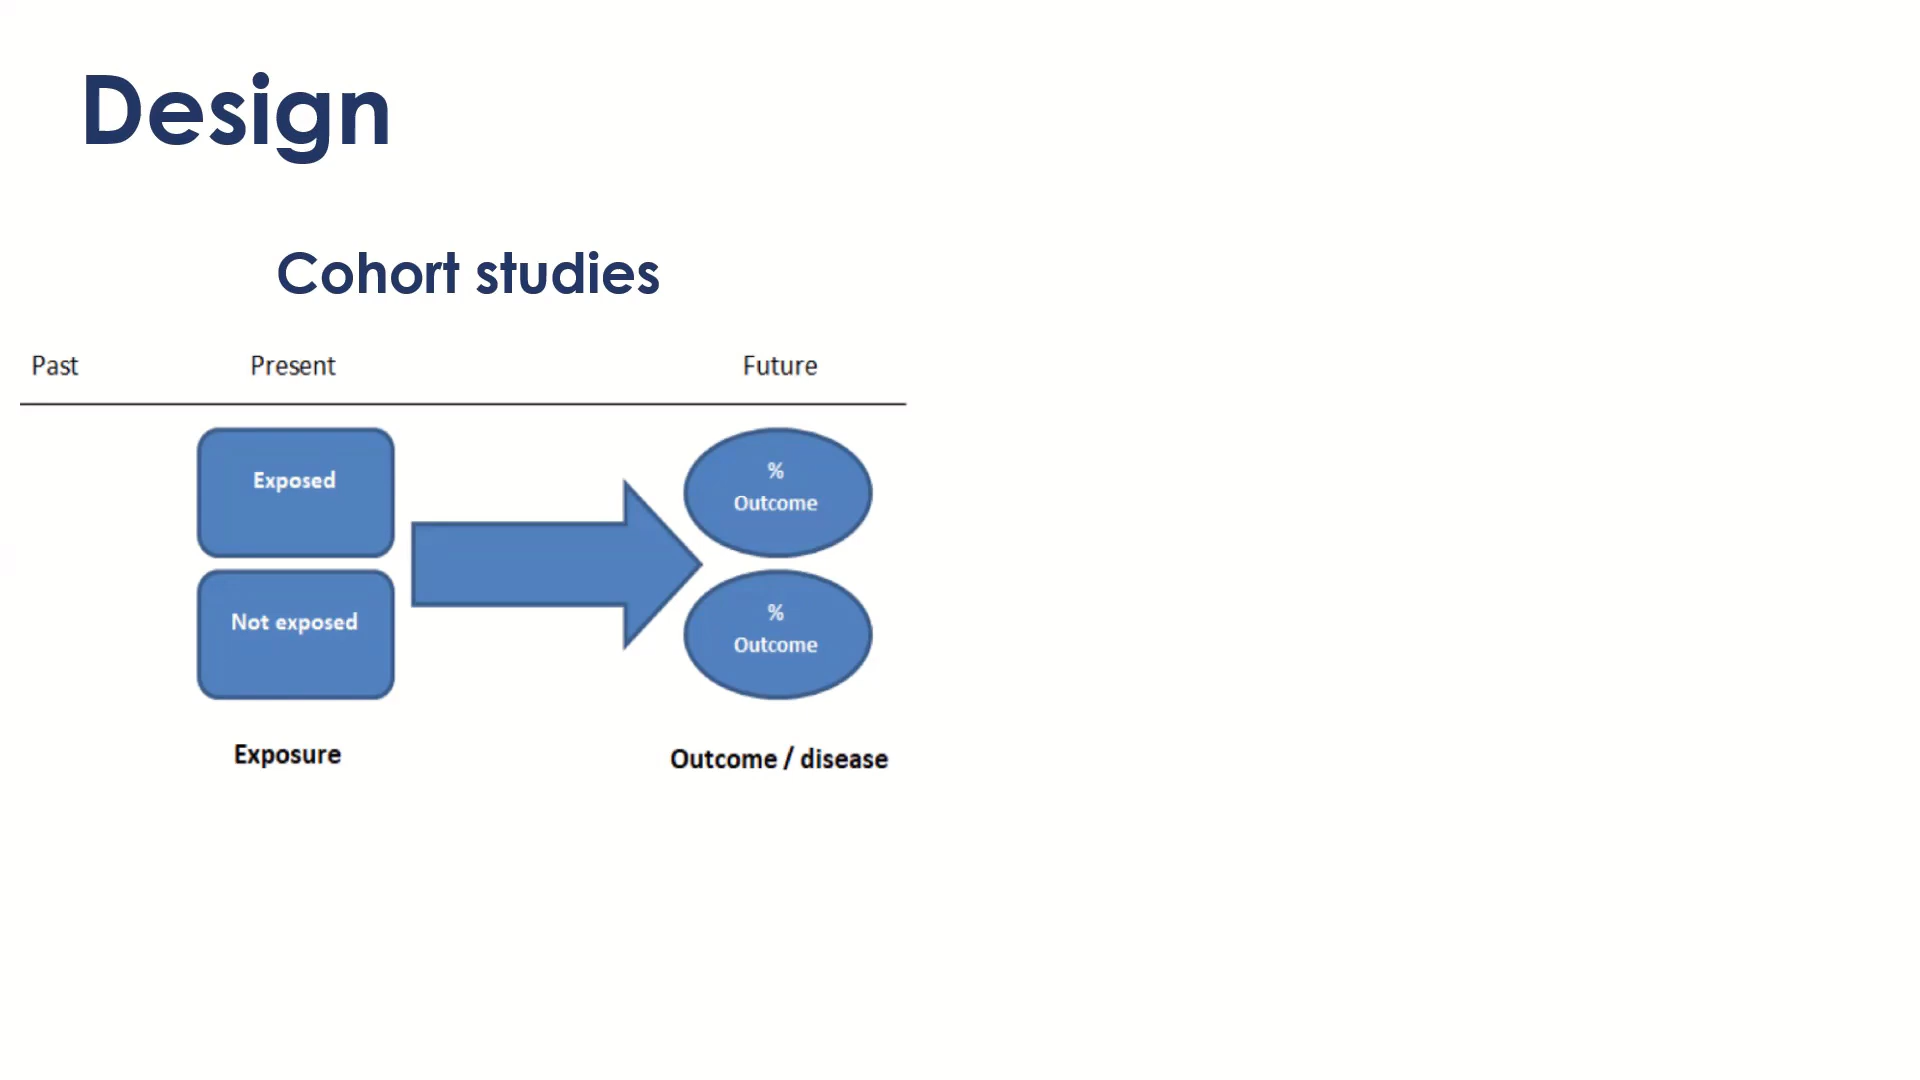 Design
Cohort studies
Past Present Future
Exposed
%
Outcome
Not exposed
%
Outcome
Exposure
Outcome / disease